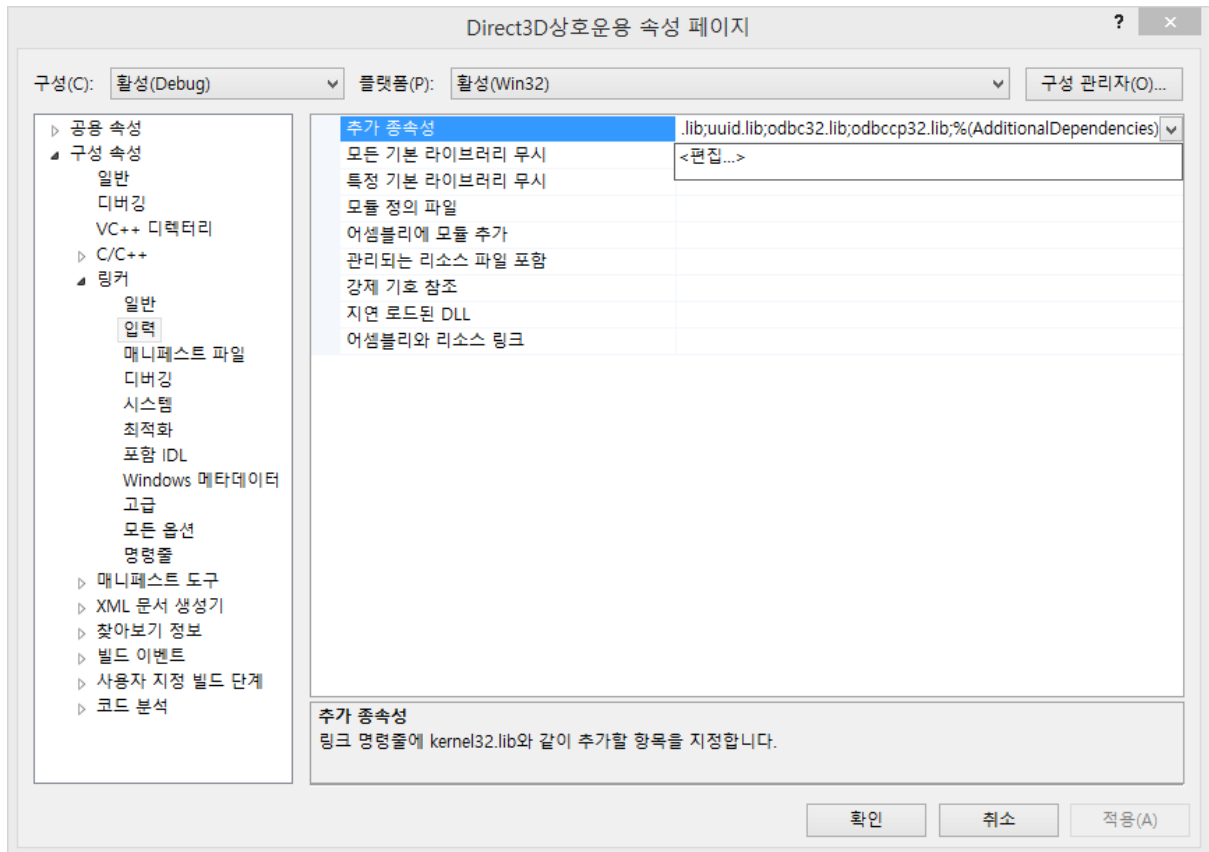 Direct3D상호운용 속성 페이지
?
×
구성(C): 활성(Debug) 플랫폼(P): 활성(Win32) 구성 관리자(O)...
공용 속성
구성 속성
일반
디버깅
VC++ 디렉터리
C/C++
링커
일반
입력
매니페스트 파일
디버깅
시스템
최적화
포함 IDL
Windows 메타데이터
고급
모든 옵션
명령줄
매니페스트 도구
XML 문서 생성기
찾아보기 정보
빌드 이벤트
사용자 지정 빌드 단계
코드 분석
추가 종속성 .lib;uuid.lib;odbc32.lib;odbccp32.lib;%(AdditionalDependencies)
모든 기본 라이브러리 무시 <편집...>
특정 기본 라이브러리 무시
모듈 정의 파일
어셈블리에 모듈 추가
관리되는 리소스 파일 포함
강제 기호 참조
지연 로드된 DLL
어셈블리와 리소스 링크
추가 종속성
링크 명령줄에 kernel32.lib와 같이 추가할 항목을 지정합니다.
확인 취소 적용(A)